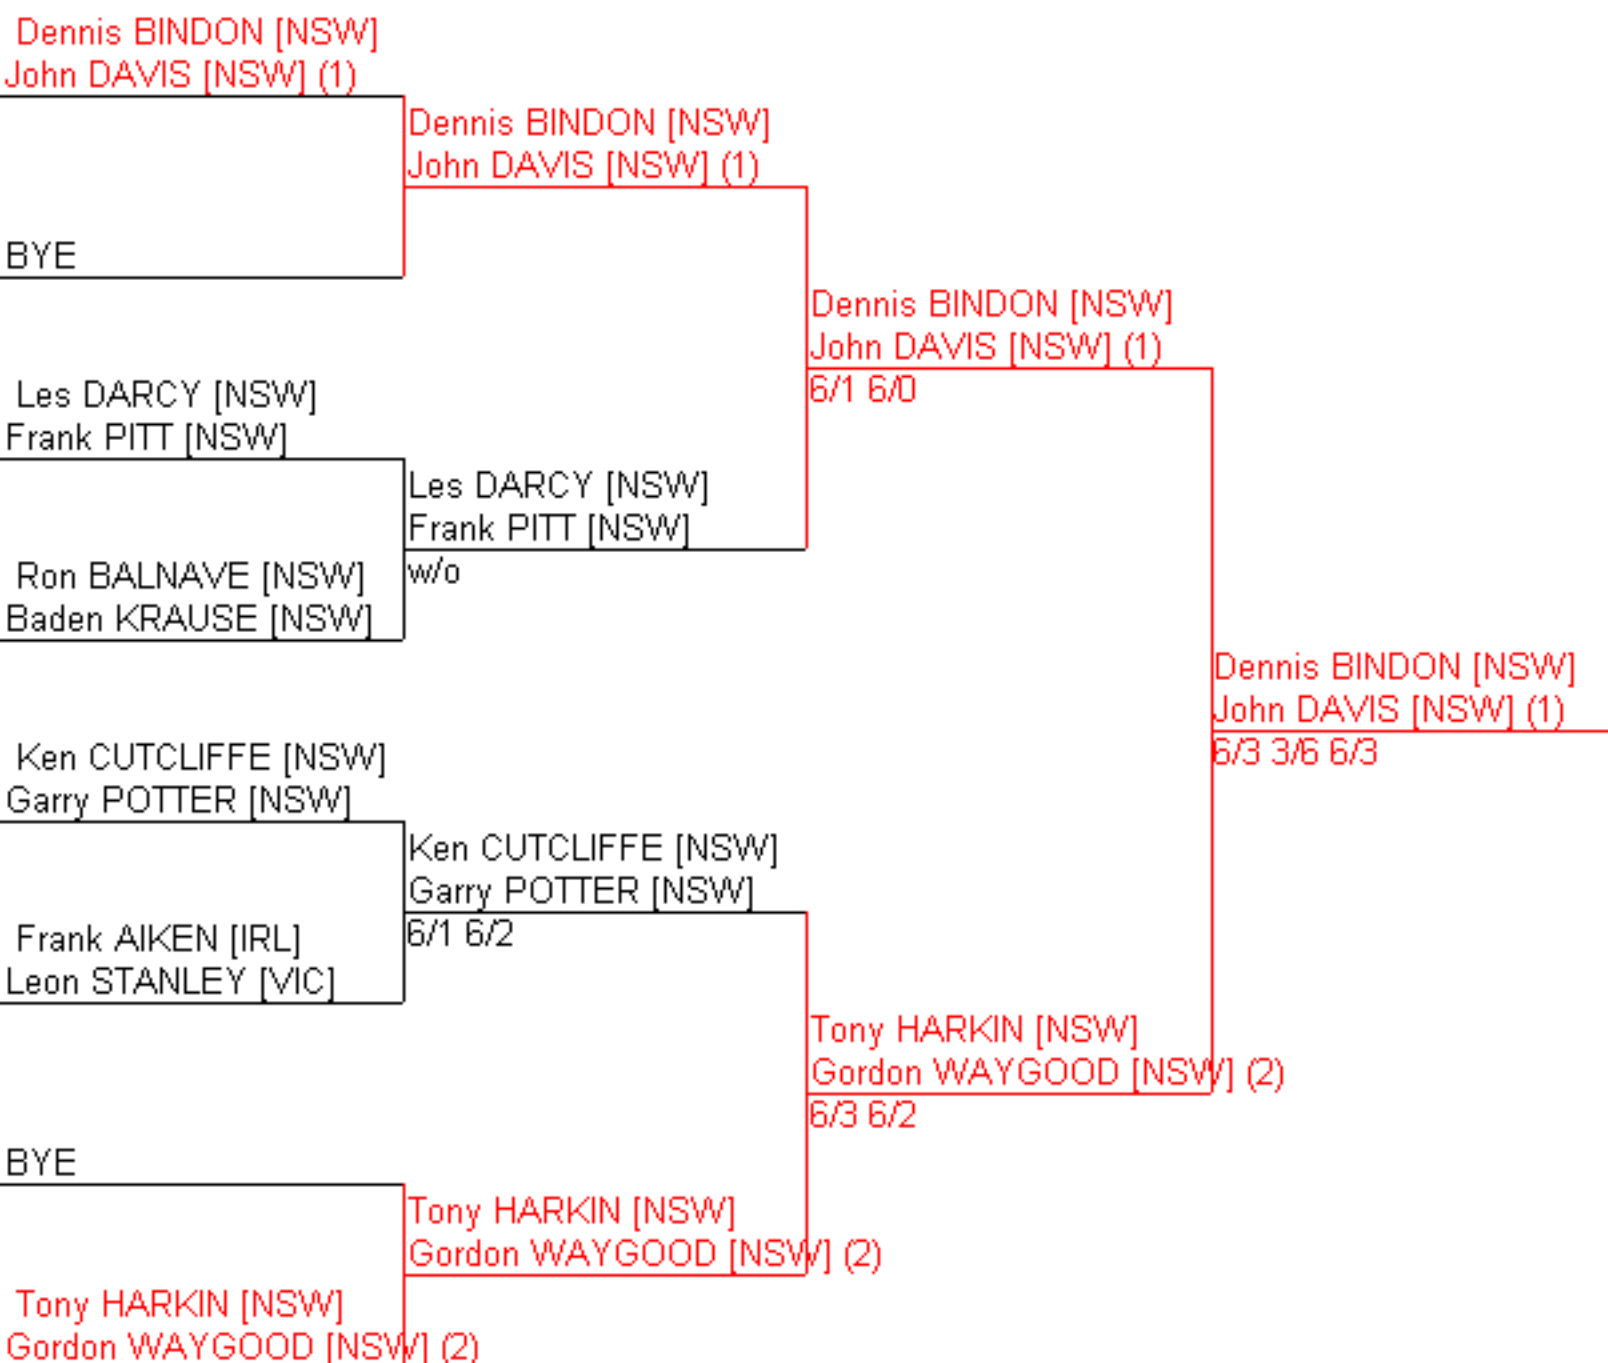 Dennis BINDON [NSW]
John DAVIS [NSW] (1)
BYE
Les DARCY [NSW]
Frank PITT [NSW]
Ron BALNAVE [NSW]
Baden KRAUSE [NSW]
Ken CUTCLIFFE [NSW]
Garry POTTER [NSW]
Frank AIKEN [IRL]
Leon STANLEY [VIC]
BYE
Tony HARKIN [NSW]
Gordon WAYGOOD [NSW] (2)
Dennis BINDON [NSW]
John DAVIS [NSW] (1)
Les DARCY [NSW]
Frank PITT [NSW]
w/o
Ken CUTCLIFFE [NSW]
Garry POTTER [NSW]
6/1 6/2
Tony HARKIN [NSW]
Gordon WAYGOOD [NSW] (2)
Dennis BINDON [NSW]
John DAVIS [NSW] (1)
6/1 6/0
Tony HARKIN [NSW]
Gordon WAYGOOD [NSW] (2)
6/3 6/2
Dennis BINDON [NSW]
John DAVIS [NSW] (1)
6/3 3/6 6/3